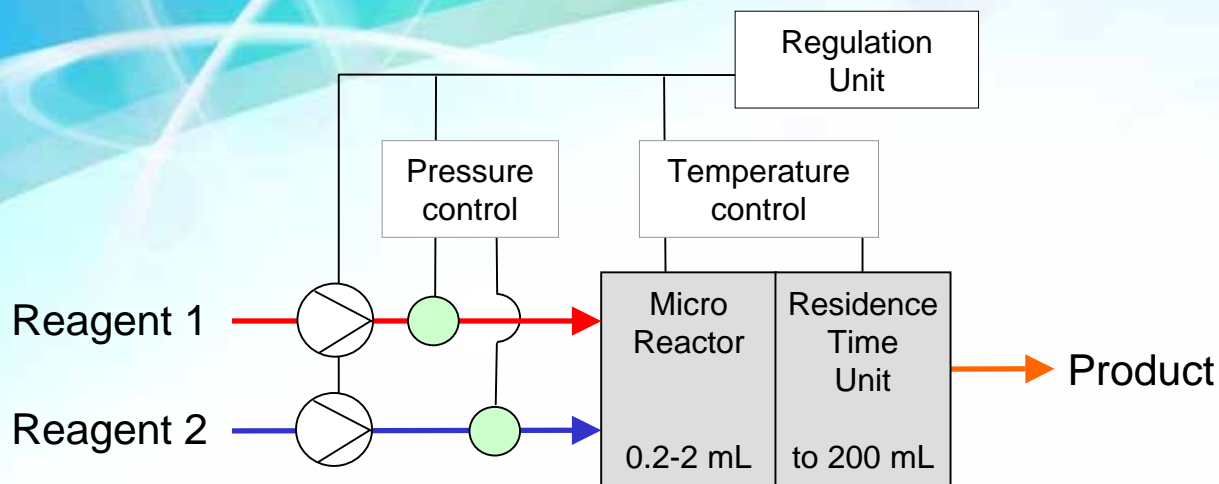 Regulation
Unit
Pressure
control
Temperature
control
Reagent 1
Reagent 2
Micro
Reactor
0.2-2 mL
Residence
Time
Unit
to 200 mL
Product